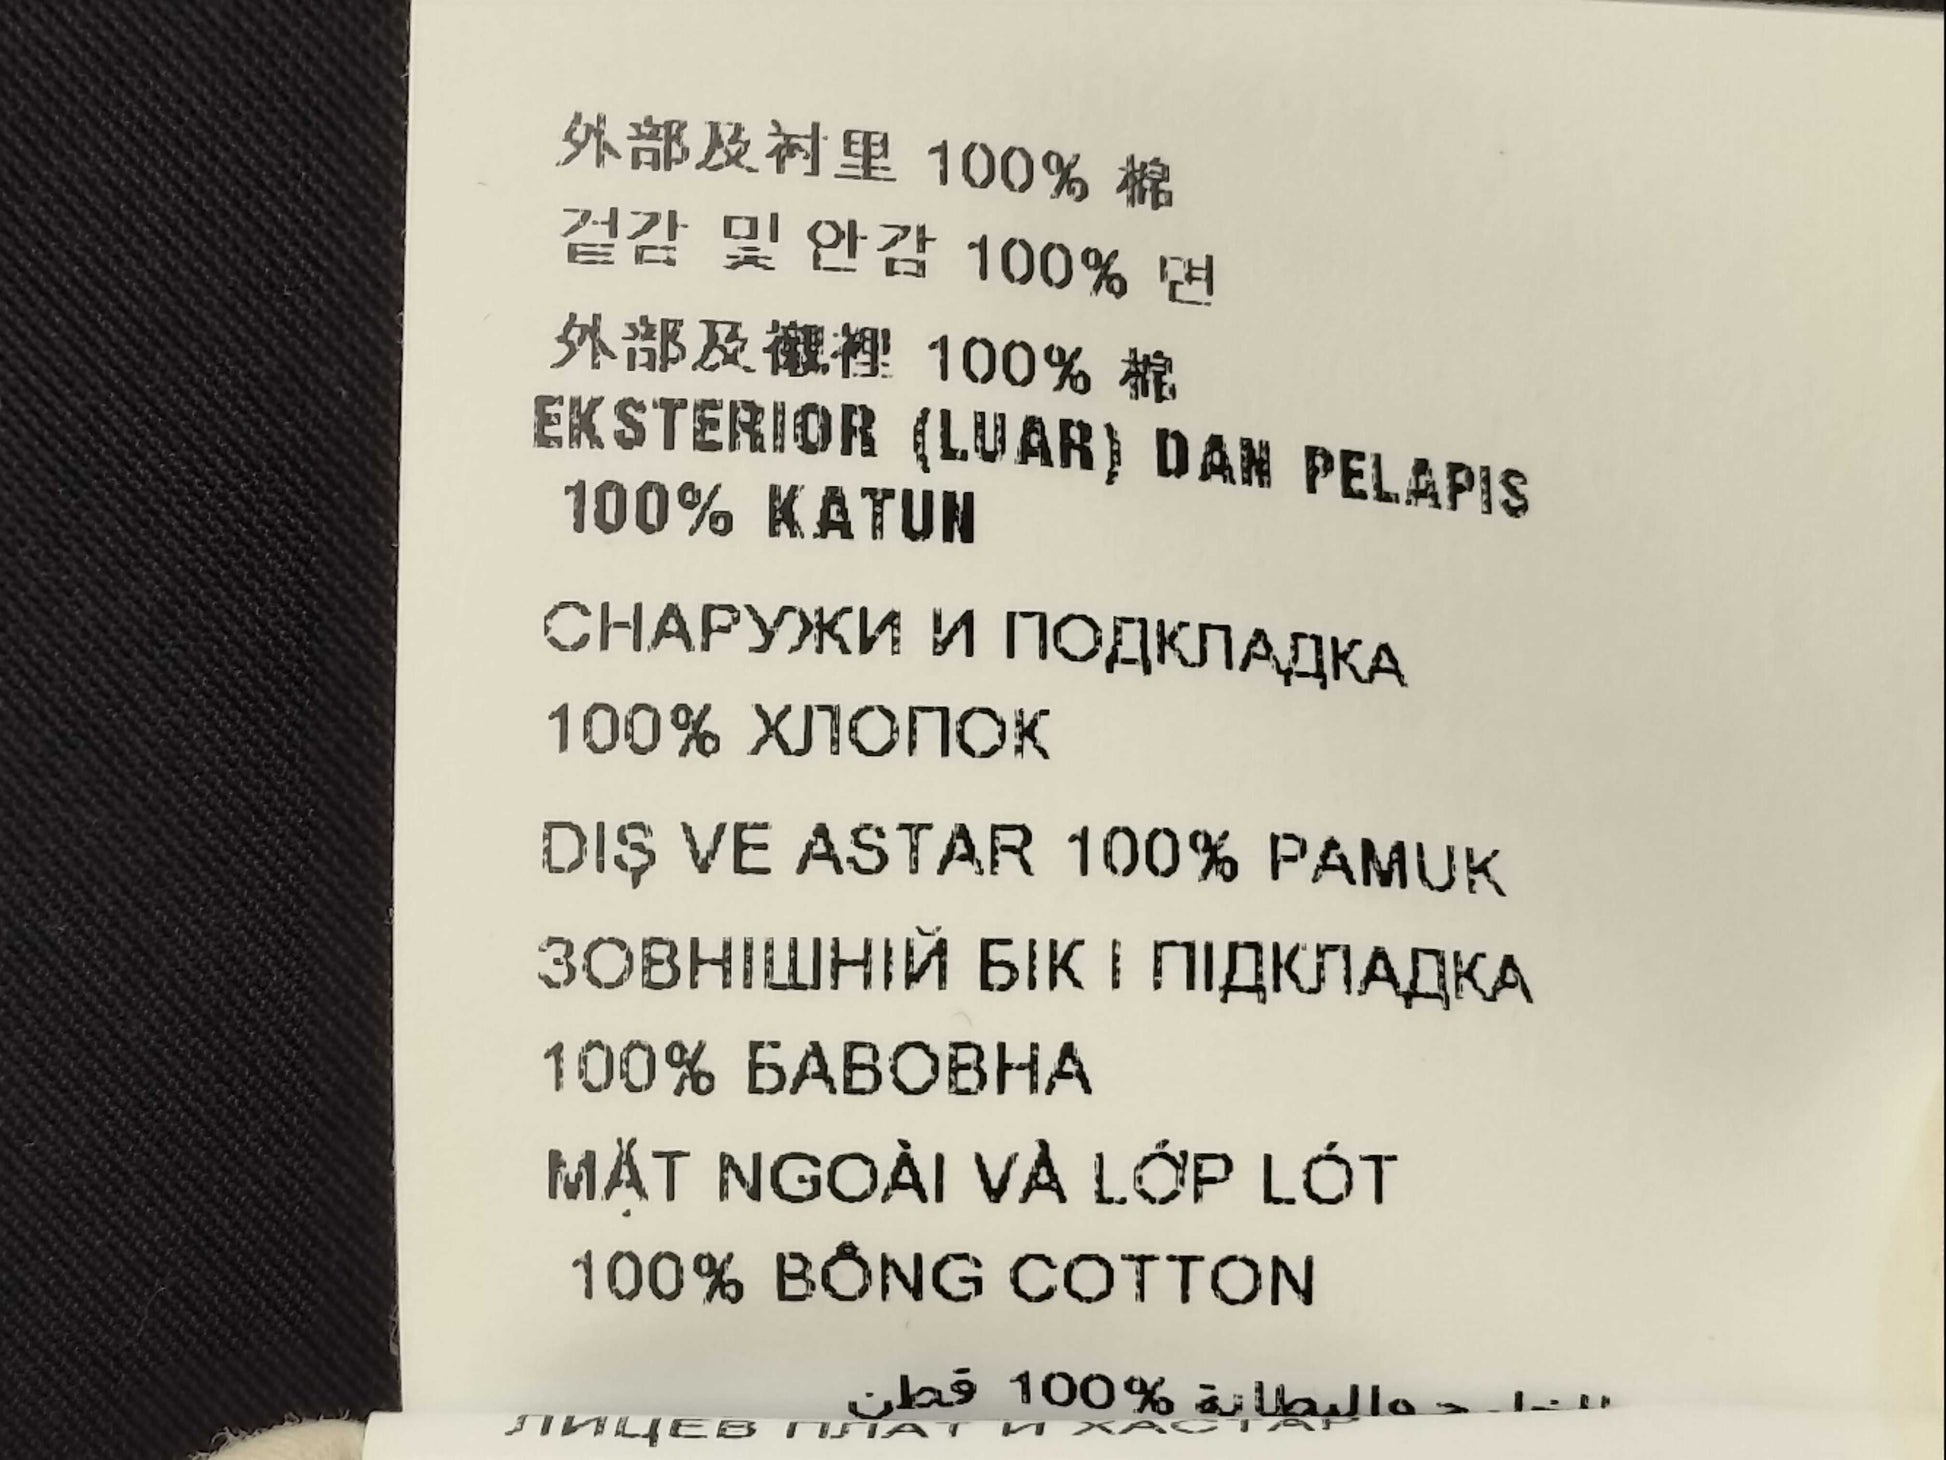 外部及衬里 100% 棉
겉감 및 안감 100% 면
外部及襯裡 100% 棉
EKSTERIOR (LUAR) DAN PELAPIS
100% KATUN
СНАРУЖИ И ПОДКЛАДКА
100% ХЛОПОК
DIŞ VE ASTAR 100% PAMUK
ЗОВНІШНІЙ БІК І ПІДКЛАДКА
100% БАВОВНА
MẶT NGOÀI VÀ LỚP LÓT
100% BÔNG COTTON
الخارج والبطانة 100% قطن
ЛИЦЕВ ПЛАТ И ХАСТАР